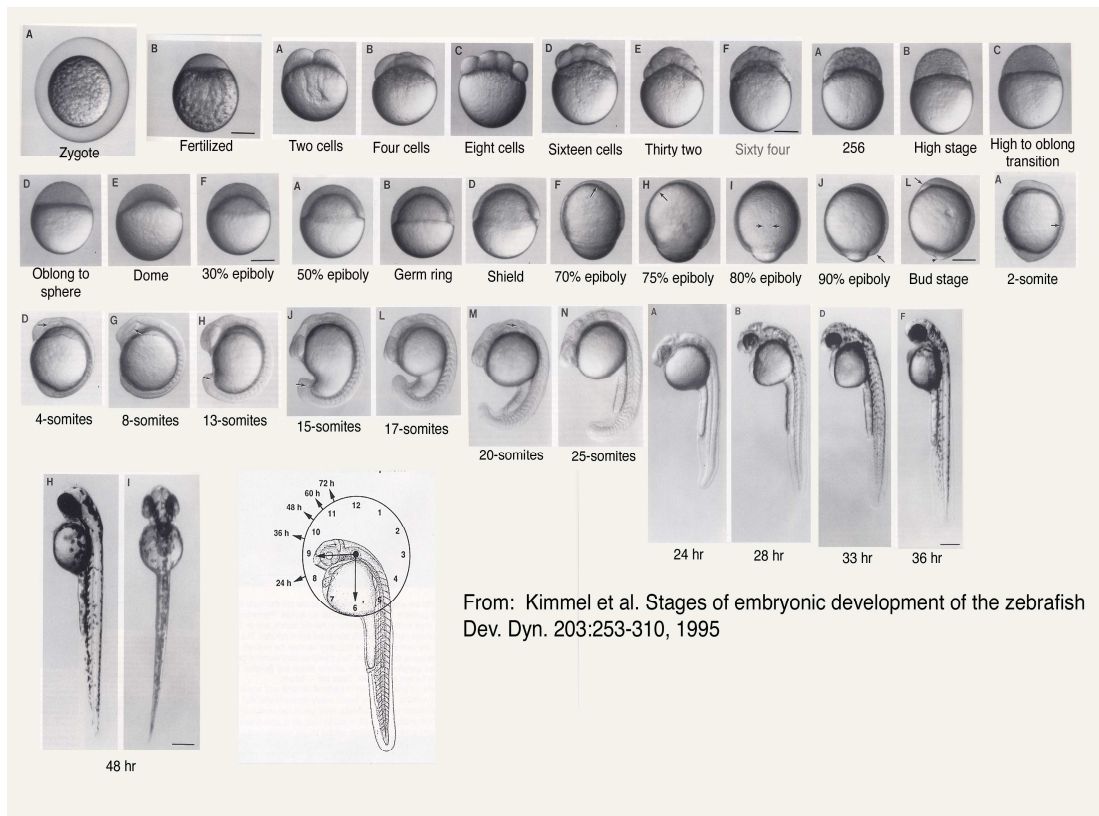 A
B
A
B
C
D
E
F
A
B
C
Zygote
Fertilized
Two cells
Four cells
Eight cells
Sixteen cells
Thirty two
Sixty four
256
High stage
High to oblong
transition
D
E
F
A
B
D
F
H
I
J
L
A
Oblong to
sphere
Dome
30% epiboly
50% epiboly
Germ ring
Shield
70% epiboly
75% epiboly
80% epiboly
90% epiboly
Bud stage
2-somite
D
G
H
J
L
M
N
A
B
D
F
4-somites
8-somites
13-somites
15-somites
17-somites
20-somites
25-somites
24 hr
28 hr
33 hr
36 hr
H
I
48 hr
72 h
60 h
48 h
36 h
24 h
12
1
2
3
4
5
6
7
8
9
10
11
From: Kimmel et al. Stages of embryonic development of the zebrafish
Dev. Dyn. 203:253-310, 1995